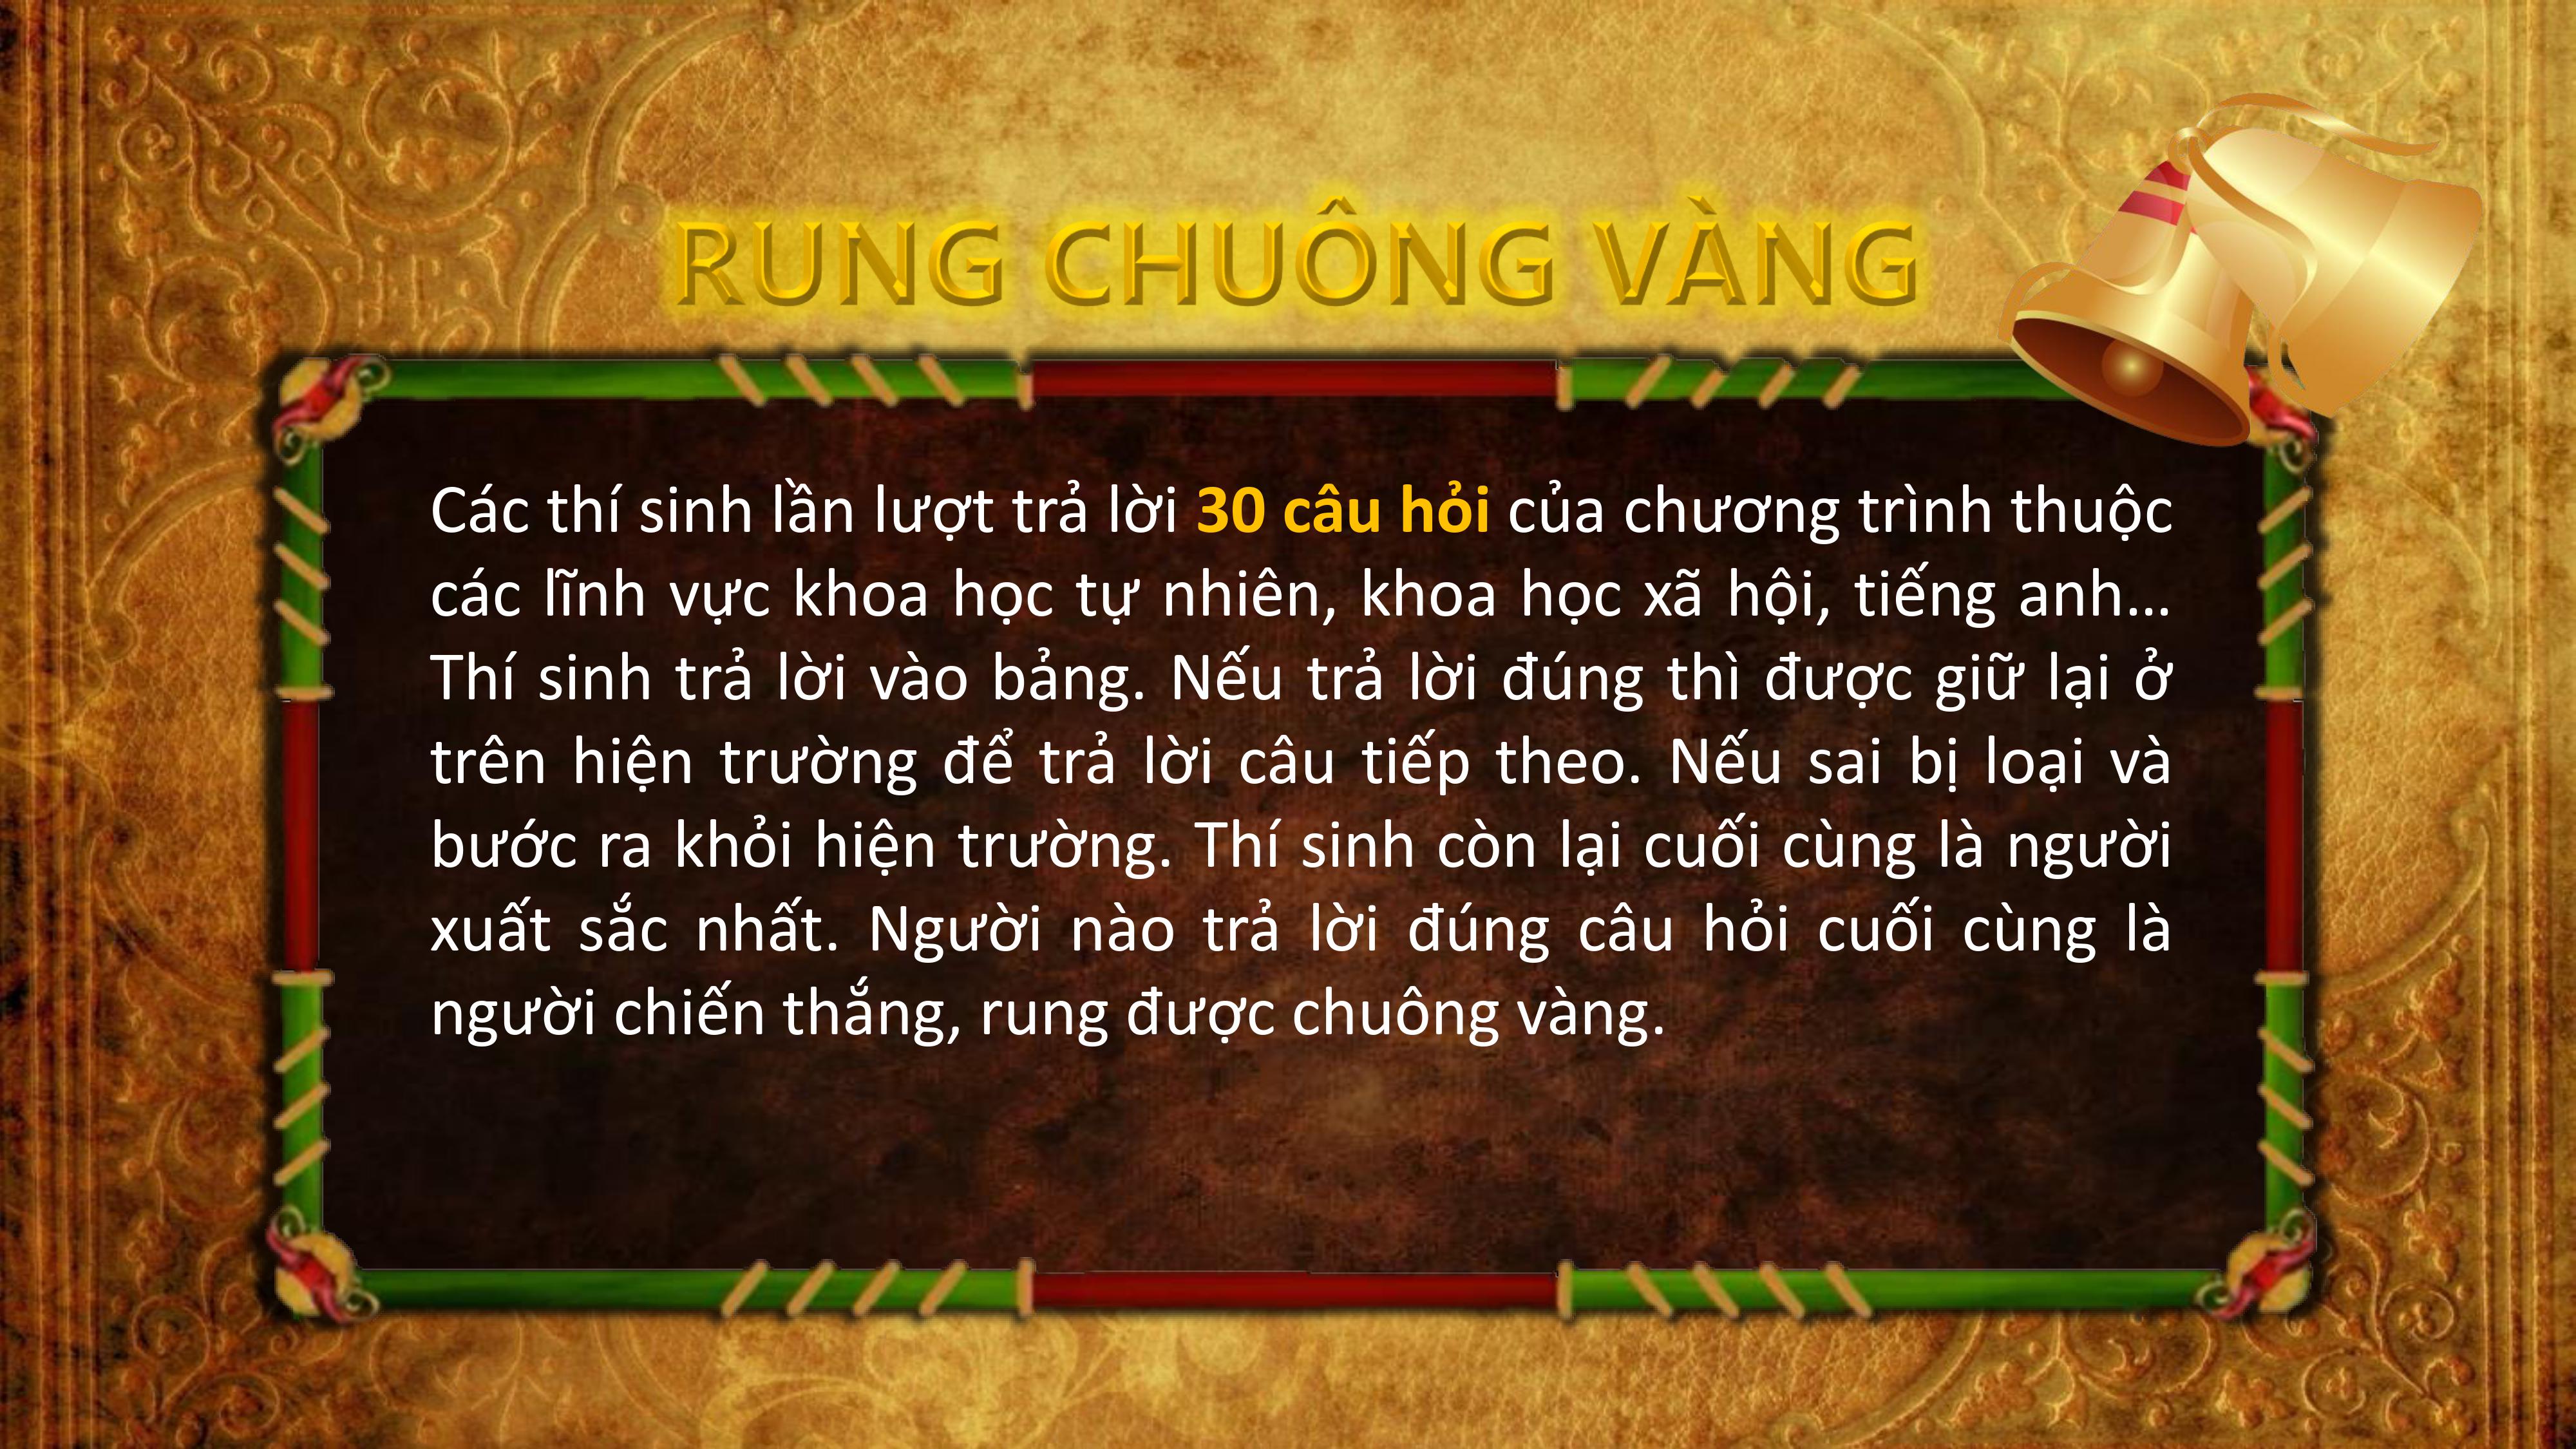 RUNG CHUÔNG VÀNG
Các thí sinh lần lượt trả lời 30 câu hỏi của chương trình thuộc
các lĩnh vực khoa học tự nhiên, khoa học xã hội, tiếng anh...
Thí sinh trả lời vào bảng. Nếu trả lời đúng thì được giữ lại ở
trên hiện trường để trả lời câu tiếp theo. Nếu sai bị loại và
bước ra khỏi hiện trường. Thí sinh còn lại cuối cùng là người
xuất sắc nhất. Người nào trả lời đúng câu hỏi cuối cùng là
người chiến thắng, rung được chuông vàng.